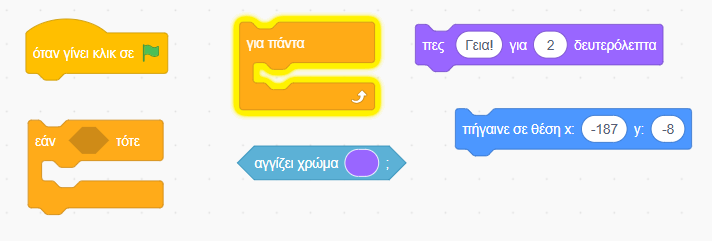 όταν γίνει κλικ σε
για πάντα
πες Γεια! για 2 δευτερόλεπτα
εάν τότε
πήγαινε σε θέση x: -187 y: -8
αγγίζει χρώμα ;